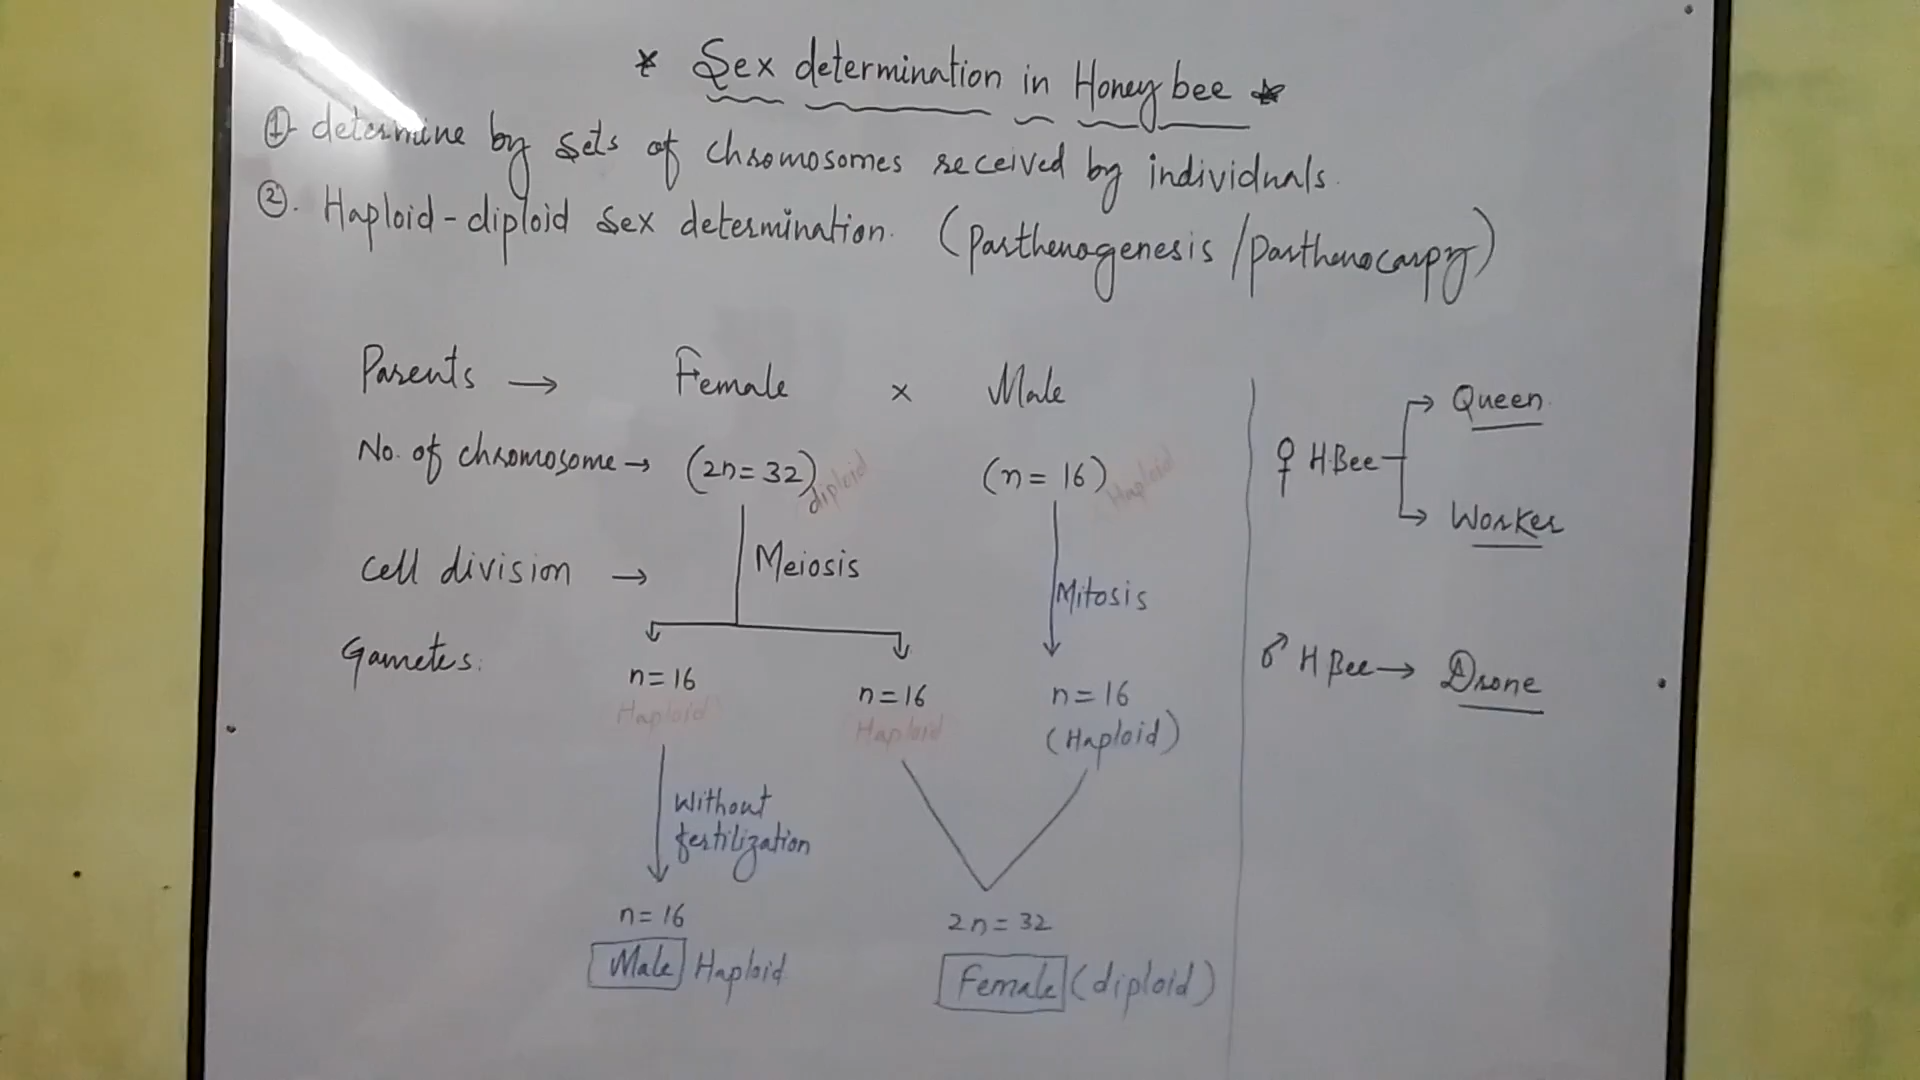 * Sex determination in Honey bee *
① determine by sets of chromosomes received by individuals.
②. Haploid-diploid sex determination. (Parthenogenesis/parthenocarpy)
Parents → Female × Male
No. of chromosome → (2n=32) diploid (n=16) Haploid
cell division → Meiosis Mitosis
Gametes: n=16 Haploid n=16 Haploid n=16 (Haploid)
Without
fertilization
n=16 2n=32
Male Haploid Female (diploid)
♀ H.Bee → Queen
→ Worker
♂ H Bee → Drone